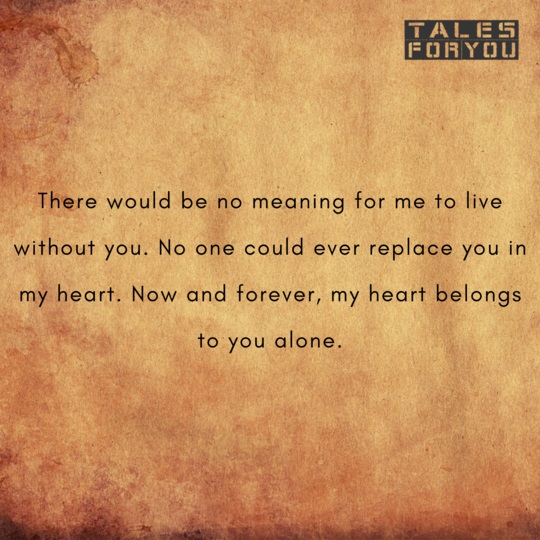 TALES
FORYOU
There would be no meaning for me to live
without you. No one could ever replace you in
my heart. Now and forever, my heart belongs
to you alone.